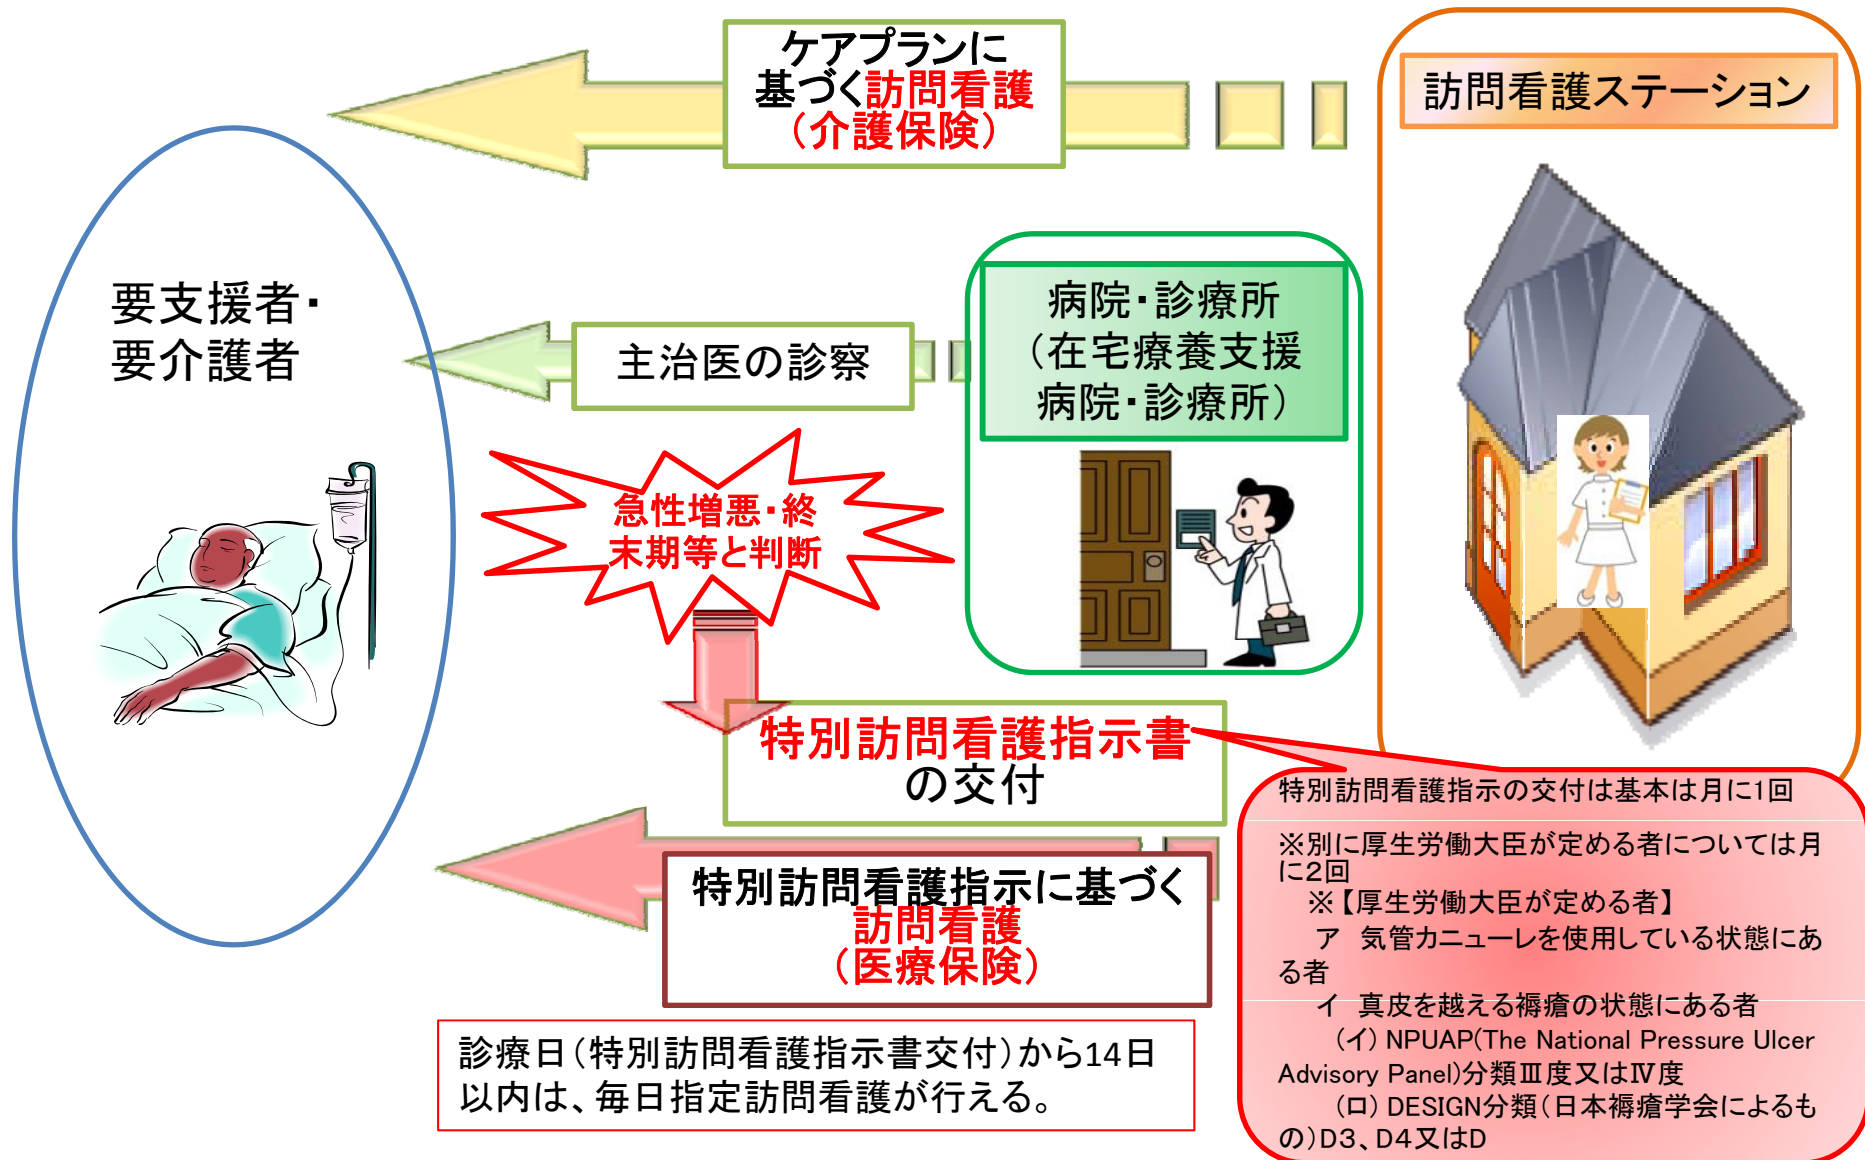 ケアプランに
基づく訪問看護
（介護保険）
訪問看護ステーション
要支援者・
要介護者
主治医の診察
病院・診療所
（在宅療養支援
病院・診療所）
急性増悪・終
末期等と判断
特別訪問看護指示書
の交付
特別訪問看護指示に基づく
訪問看護
（医療保険）
診療日（特別訪問看護指示書交付）から14日
以内は、毎日指定訪問看護が行える。
特別訪問看護指示の交付は基本は月に1回
※別に厚生労働大臣が定める者については月
に2回
※【厚生労働大臣が定める者】
ア　気管カニューレを使用している状態にあ
る者
イ　真皮を越える褥瘡の状態にある者
（イ） NPUAP(The National Pressure Ulcer
Advisory Panel)分類Ⅲ度又はⅣ度
（ロ） DESIGN分類（日本褥瘡学会によるも
の）D3、D4又はD